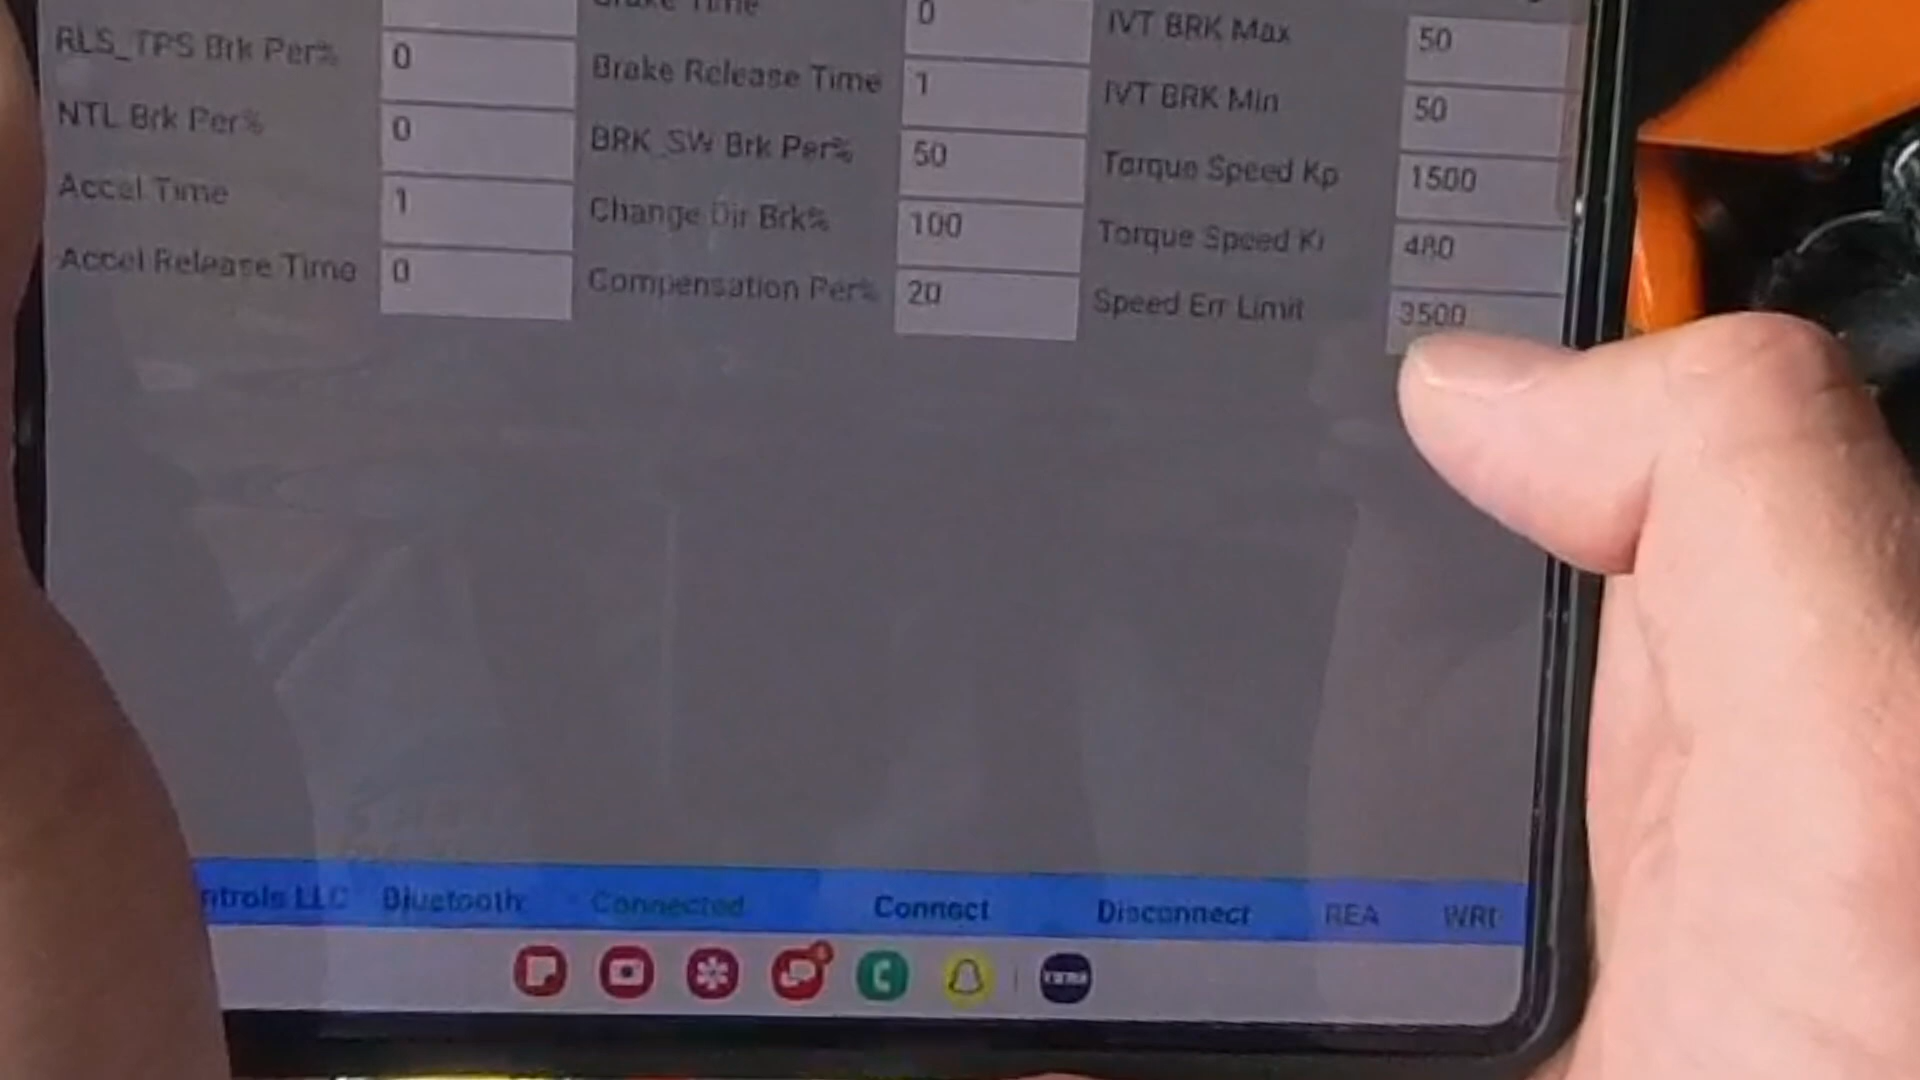 Brake Time 0 IVT BRK Max 50
RLS_TPS Brk Per% 0 Brake Release Time 1 IVT BRK Min 50
NTL Brk Per% 0 BRK_SW Brk Per% 50 Torque Speed Kp 1500
Accel Time 1 Change Dir Brk% 100 Torque Speed Ki 480
Accel Release Time 0 Compensation Per% 20 Speed Err Limit 3500
ntrols LLC Bluetooth: Connected Connect Disconnect REA WRI